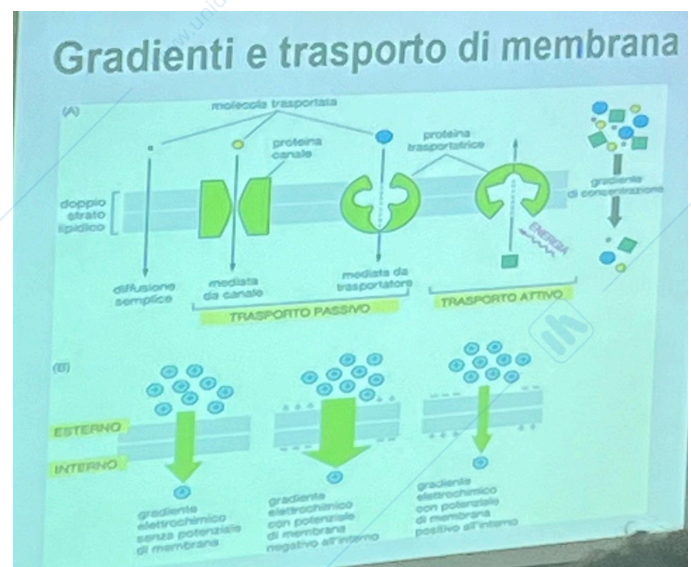 Gradienti e trasporto di membrana
(A)
molecola trasportata
proteina
canale
proteina
trasportatrice
gradiente
di concentrazione
doppio
strato
lipidico
ENERGIA
diffusione
semplice
mediata
da canale
mediata da
trasportatore
TRASPORTO PASSIVO
TRASPORTO ATTIVO
(B)
ESTERNO
INTERNO
gradiente
elettrochimico
senza potenziale
di membrana
gradiente
elettrochimico
con potenziale
di membrana
negativo all'interno
gradiente
elettrochimico
con potenziale
di membrana
positivo all'interno